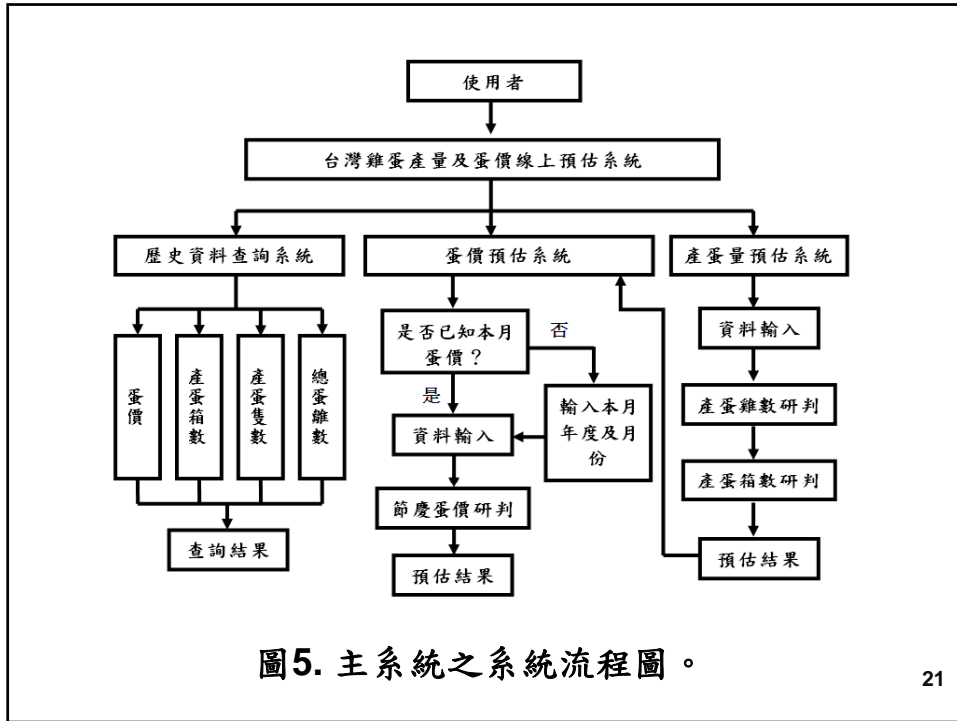 使用者
台灣雞蛋產量及蛋價線上預估系統
歷史資料查詢系統
蛋價
產蛋箱數
產蛋隻數
總蛋雞數
查詢結果
蛋價預估系統
是否已知本月
蛋價？
否
是
輸入本月
年度及月
份
資料輸入
節慶蛋價研判
預估結果
產蛋量預估系統
資料輸入
產蛋雞數研判
產蛋箱數研判
預估結果
圖5. 主系統之系統流程圖。
21